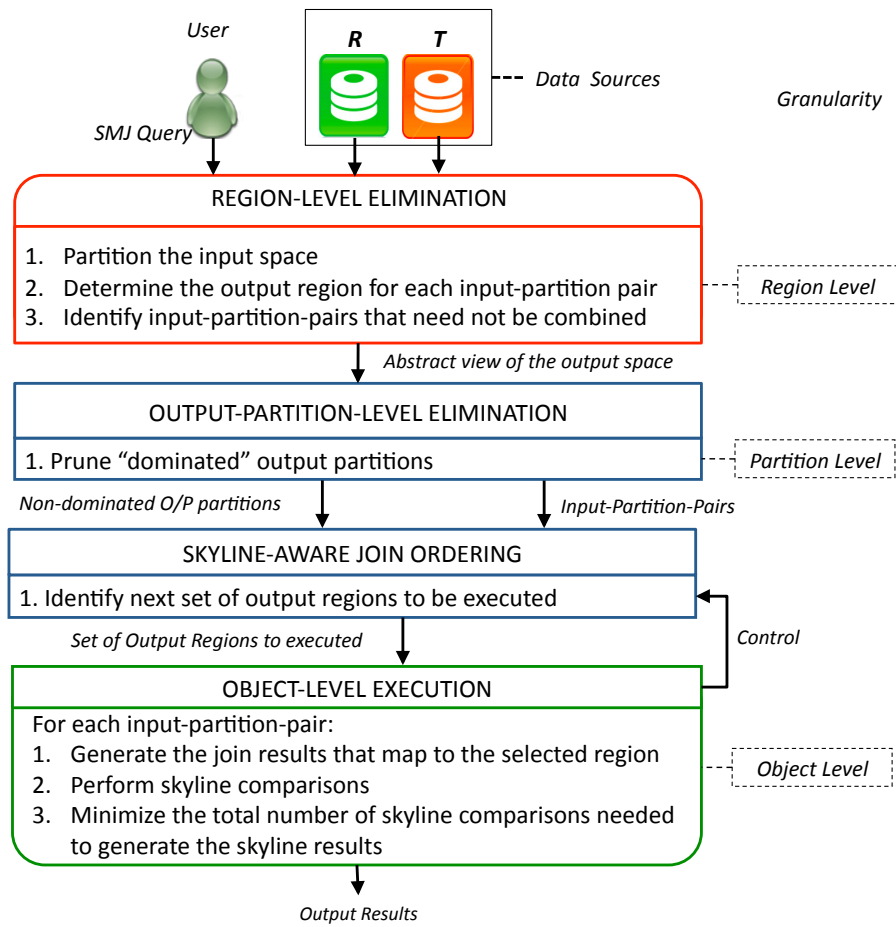 User
R T
Data Sources
Granularity
SMJ Query
REGION-LEVEL ELIMINATION
1. Partition the input space
2. Determine the output region for each input-partition pair
3. Identify input-partition-pairs that need not be combined
Region Level
Abstract view of the output space
OUTPUT-PARTITION-LEVEL ELIMINATION
1. Prune “dominated” output partitions
Partition Level
Non-dominated O/P partitions
Input-Partition-Pairs
SKYLINE-AWARE JOIN ORDERING
1. Identify next set of output regions to be executed
Set of Output Regions to executed
Control
OBJECT-LEVEL EXECUTION
For each input-partition-pair:
1. Generate the join results that map to the selected region
2. Perform skyline comparisons
3. Minimize the total number of skyline comparisons needed
to generate the skyline results
Object Level
Output Results